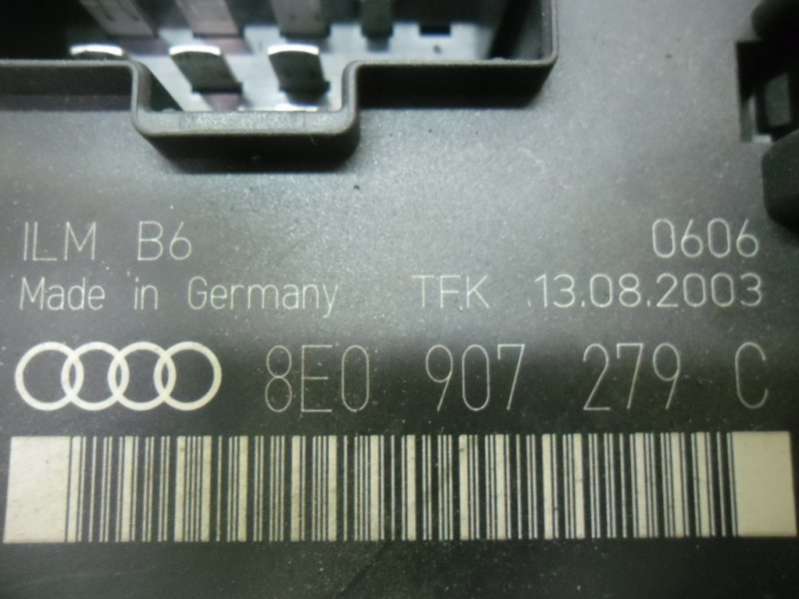 ILM B6 0606
Made in Germany TFK 13.08.2003
8E0 907 279 C